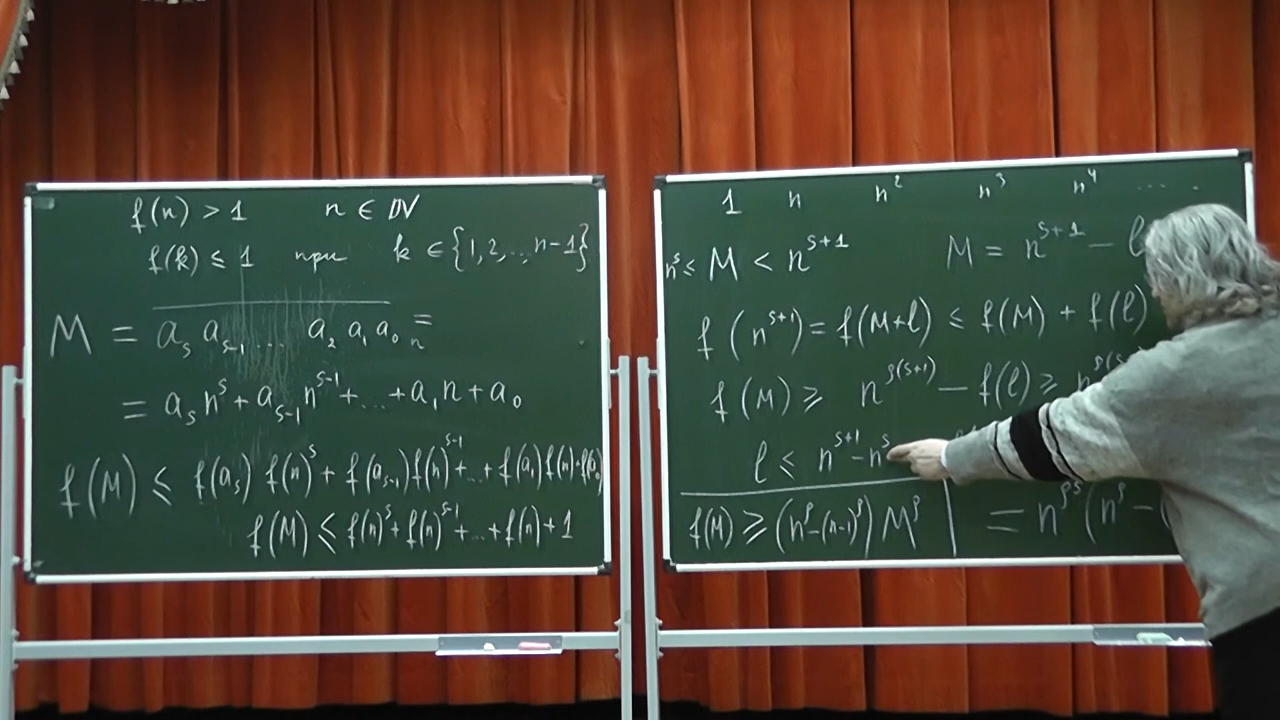 f(n) > 1 n ∈ ℕ
f(k) ≤ 1 при k ∈ {1, 2, ..., n-1}
M = a_s a_{s-1} ... a_2 a_1 a_0 =_n
= a_s n^s + a_{s-1} n^{s-1} + ... + a_1 n + a_0
f(M) ≤ f(a_s) f(n)^s + f(a_{s-1}) f(n)^{s-1} + ... + f(a_1) f(n) + f(a_0)
f(M) ≤ f(n)^s + f(n)^{s-1} + ... + f(n) + 1
1 n n^2 n^3 n^4 ....
n^s ≤ M < n^{s+1} M = n^{s+1} - l
f(n^{s+1}) = f(M+l) ≤ f(M) + f(l)
f(M) ≥ n^{ρ(s+1)} - f(l) ≥
l ≤ n^{s+1} - n^s
f(M) ≥ (n^ρ - (n-1)^ρ) M^ρ | = n^{ρs} (n^ρ - (